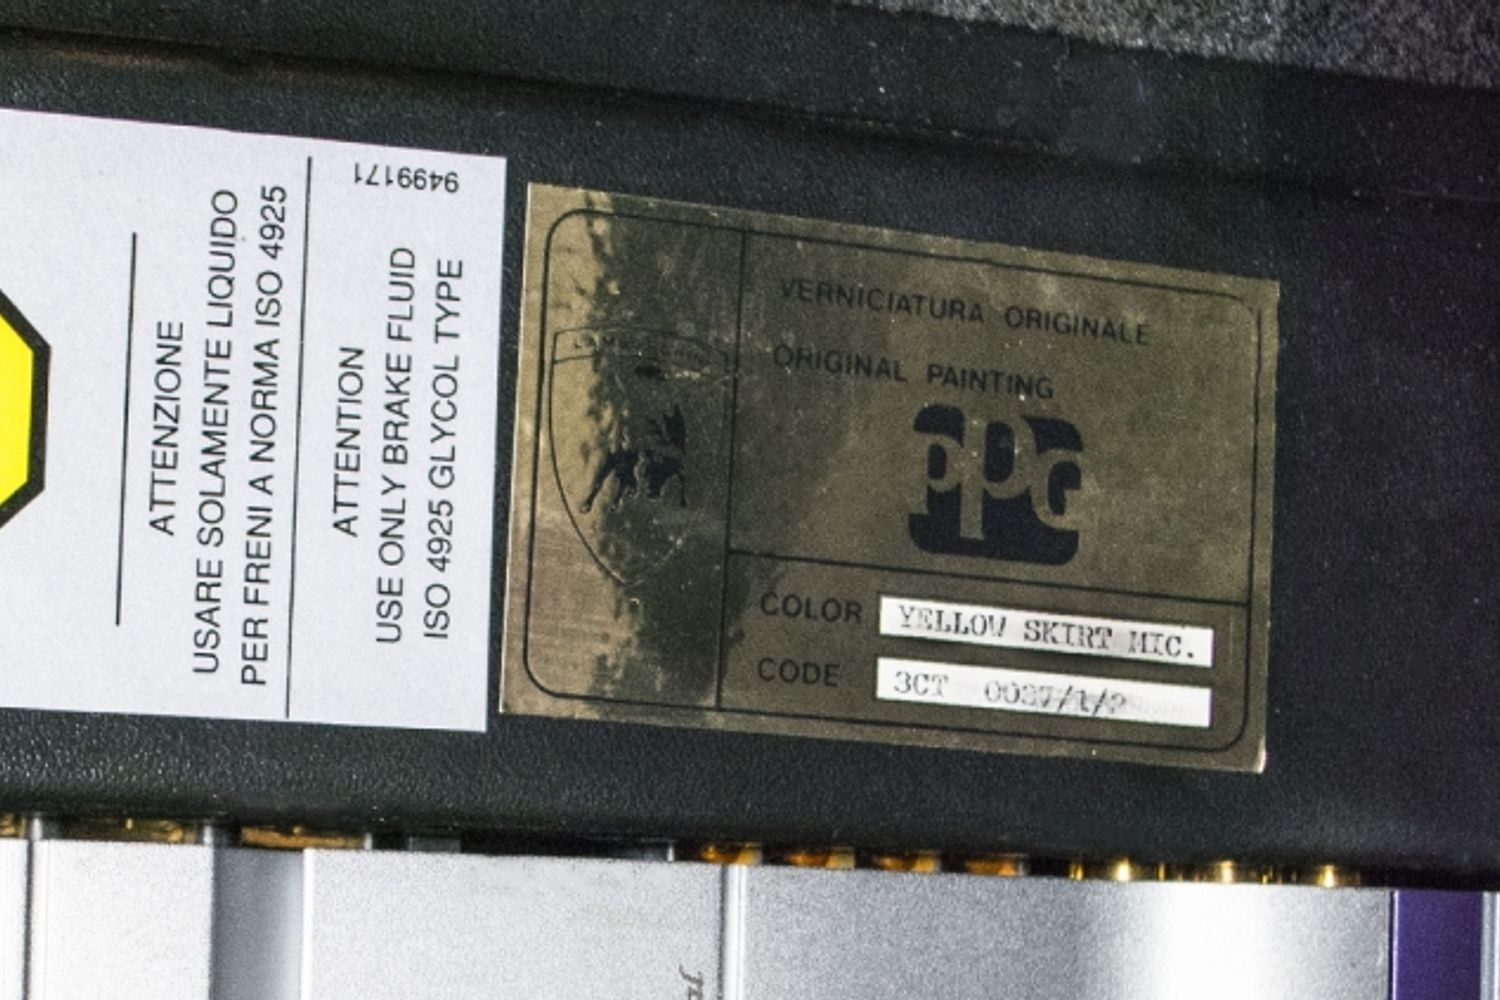 ATTENZIONE
USARE SOLAMENTE LIQUIDO
PER FRENI A NORMA ISO 4925
9499171
ATTENTION
USE ONLY BRAKE FLUID
ISO 4925 GLYCOL TYPE
LAMBORGHINI
VERNICIATURA ORIGINALE
ORIGINAL PAINTING
PPG
COLOR YELLOW SKIRT MIC.
CODE 3CT